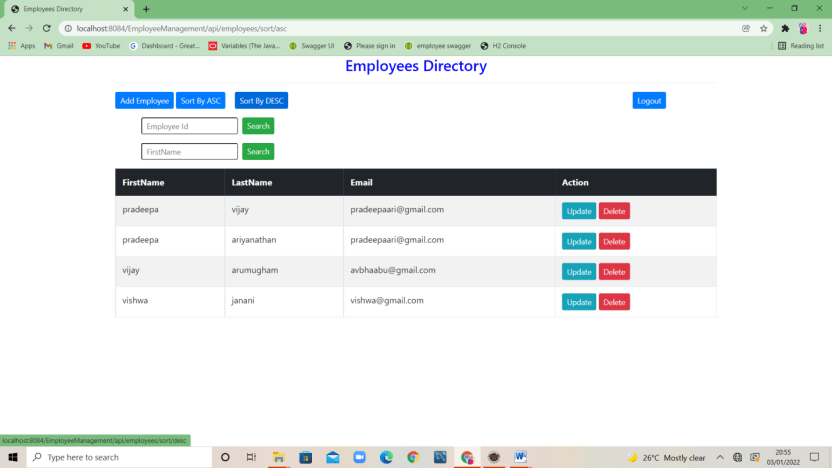 Employees Directory
localhost:8084/EmployeeManagement/api/employees/sort/asc
Apps Gmail YouTube Dashboard - Great... Variables (The Java... Swagger UI Please sign in employee swagger H2 Console Reading list
Employees Directory
Add Employee Sort By ASC Sort By DESC Logout
Employee Id Search
FirstName Search
FirstName LastName Email Action
pradeepa vijay pradeepaari@gmail.com Update Delete
pradeepa ariyanathan pradeepaari@gmail.com Update Delete
vijay arumugham avbhaabu@gmail.com Update Delete
vishwa janani vishwa@gmail.com Update Delete
localhost:8084/EmployeeManagement/api/employees/sort/desc
Type here to search 26°C Mostly clear 20:55
03/01/2022